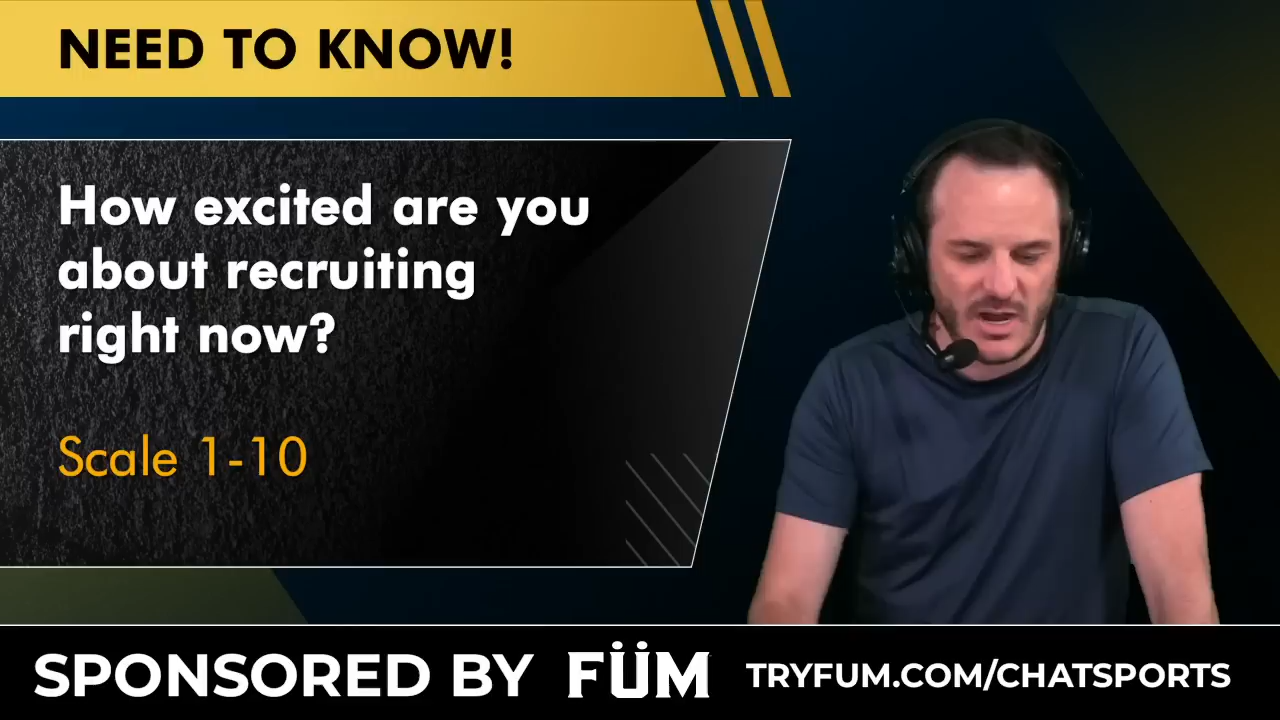 NEED TO KNOW!
How excited are you
about recruiting
right now?
Scale 1-10
SPONSORED BY FÜM TRYFUM.COM/CHATSPORTS